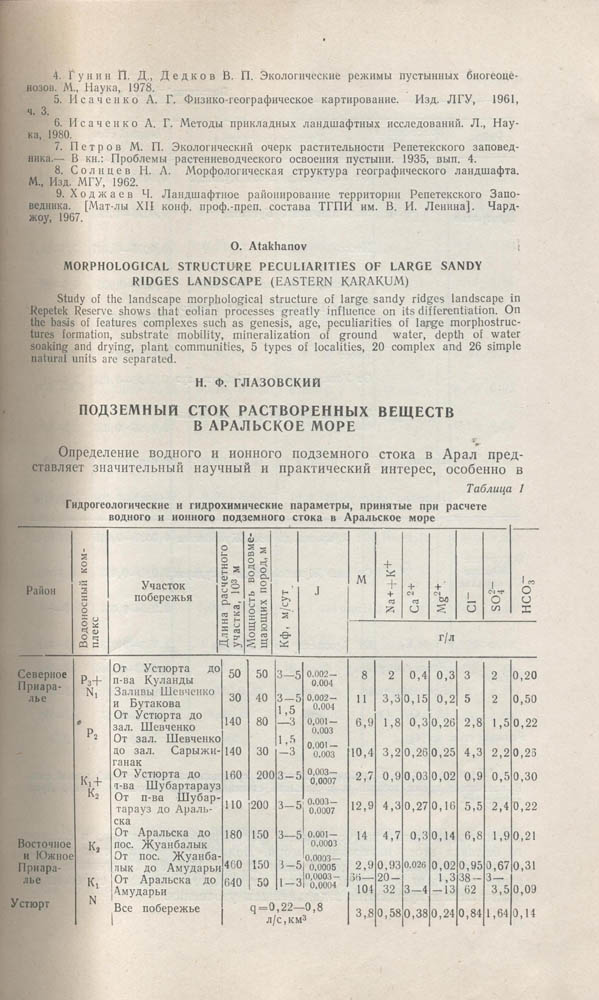 4. Гунин П. Д., Дедков В. П. Экологические режимы пустынных биогеоце-
нозов. М., Наука, 1978.
5. Исаченко А. Г. Физико-географическое картирование. Изд. ЛГУ, 1961,
ч. 3.
6. Исаченко А. Г. Методы прикладных ландшафтных исследований. Л., Нау-
ка, 1980.
7. Петров М. П. Экологический очерк растительности Репетекского заповед-
ника.— В кн.: Проблемы растениеводческого освоения пустыни. 1935, вып. 4.
8. Солнцев Н. А. Морфологическая структура географического ландшафта.
М., Изд. МГУ, 1962.
9. Ходжаев Ч. Ландшафтное районирование территории Репетекского Запо-
ведника. [Мат-лы XII конф. проф.-преп. состава ТГПИ им. В. И. Ленина]. Чард-
жоу, 1967.
O. Atakhanov
MORPHOLOGICAL STRUCTURE PECULIARITIES OF LARGE SANDY
RIDGES LANDSCAPE (EASTERN KARAKUM)
Study of the landscape morphological structure of large sandy ridges landscape in
Repetek Reserve shows that eolian processes greatly influence on its differentiation. On
the basis of features complexes such as genesis, age, peculiarities of large morphostruc-
tures formation, substrate mobility, mineralization of ground water, depth of water
soaking and drying, plant communities, 5 types of localities, 20 complex and 26 simple
natural units are separated.
Н. Ф. ГЛАЗОВСКИЙ
ПОДЗЕМНЫЙ СТОК РАСТВОРЕННЫХ ВЕЩЕСТВ
В АРАЛЬСКОЕ МОРЕ
Определение водного и ионного подземного стока в Арал пред-
ставляет значительный научный и практический интерес, особенно в
Таблица 1
Гидрогеологические и гидрохимические параметры, принятые при расчете
водного и ионного подземного стока в Аральское море
Район
Водоносный ком-
плекс
Участок
побережья
Длина расчетного
участка, 10³ м
Мощность водовме-
щающих пород, м
Кф, м/сут
J
M
Na⁺+K⁺
Ca²⁺
Mg²⁺
Cl⁻
SO₄²⁻
HCO₃⁻
г/л
Северное
Приара-
лье
P₃+
N₁
От Устюрта до
п-ва Куланды
50 50 3—5 0.002—
0.004
8 2 0,4 0,3 3 2 0,20
Заливы Шевченко
и Бутакова
30 40 3—5 0,002—
0.004
11 3,3 0,15 0,2 5 2 0,50
P₂
От Устюрта до
зал. Шевченко
140 80 1,5
—3
0,001—
0.003
6,9 1,8 0,3 0,26 2,8 1,5 0,22
От зал. Шевченко
до зал. Сарыжи-
ганак
140 30 1,5
—3
0,001—
0.003
10,4 3,2 0,26 0,25 4,3 2,2
K₁+
K₂
От Устюрта до
т-ва Шубартарауз
160 200 3—5 0,003—
0,0007
2,7 0,9 0,03 0,02 0,9 0,5 0,30
От п-ва Шубар-
тарауз до Араль-
ска
110 200 3—5 0.003—
0,0007
12,9 4,3 0,27 0,16 5,5 2,4 0,22
Восточное
и Южное
Приара-
лье
K₂
От Аральска до
пос. Жуанбалык
180 150 3—5 0.001—
0,0003
14 4,7 0,3 0,14 6,8 1,9 0,21
От пос. Жуанба-
лык до Амударьи
460 150 3—5 0.0003—
0,0005
2,9 0,93 0.026 0,02 0,95 0,67 0,31
K₁
От Аральска до
Амударьи
640 50 1—3 0,0003—
0,0004
36—
104
20—
32
3—4
1,3
—13
38—
62
3—
3,5
0,09
Устюрт
N
Все побережье
q=0,22—0,8
л/с,км³
3,8 0,58 0,38 0,24 0,84 1,64 0,14